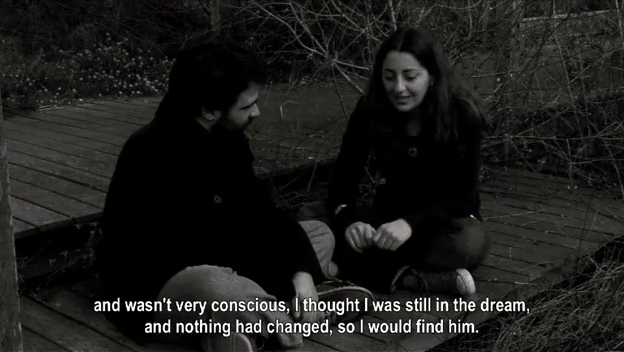 and wasn't very conscious, I thought I was still in the dream,
and nothing had changed, so I would find him.